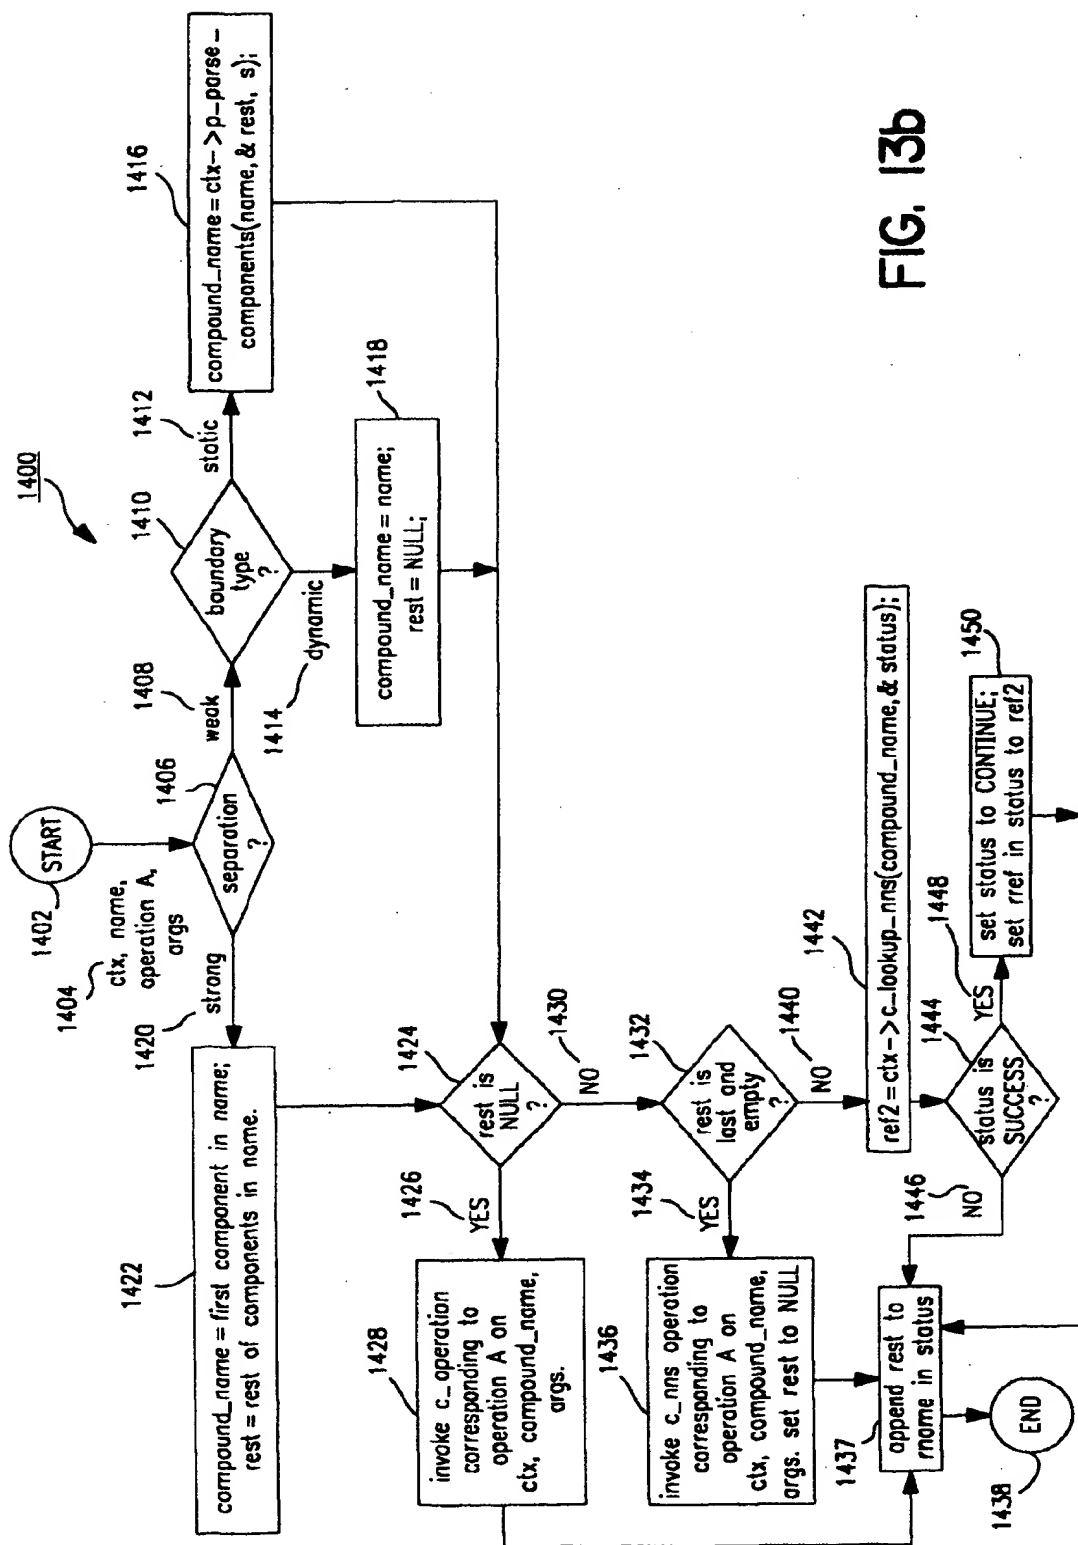 1400
START
1402
1404
ctx, name,
operation A,
args
1406
separation
?
1408
weak
1410
boundary
type
?
1412
static
1416
compound_name = ctx->p-parse_
components(name,& rest, s);
1414
dynamic
1418
compound_name = name;
rest = NULL;
1420
strong
1422
compound_name = first component in name;
rest = rest of components in name.
1424
rest is
NULL
?
1426
YES
1428
invoke c_operation
corresponding to
operation A on
ctx, compound_name,
args.
1430
NO
1432
rest is
last and
empty
?
1434
YES
1436
invoke c_nns operation
corresponding to
operation A on
ctx, compound_name,
args. set rest to NULL
1440
NO
1442
ref2 = ctx->c_lookup_nns(compound_name,& status);
1444
status is
SUCCESS
?
1446
NO
1448
YES
1450
set status to CONTINUE;
set rref in status to ref2
1437
append rest to
rname in status
END
1438
FIG. 13b